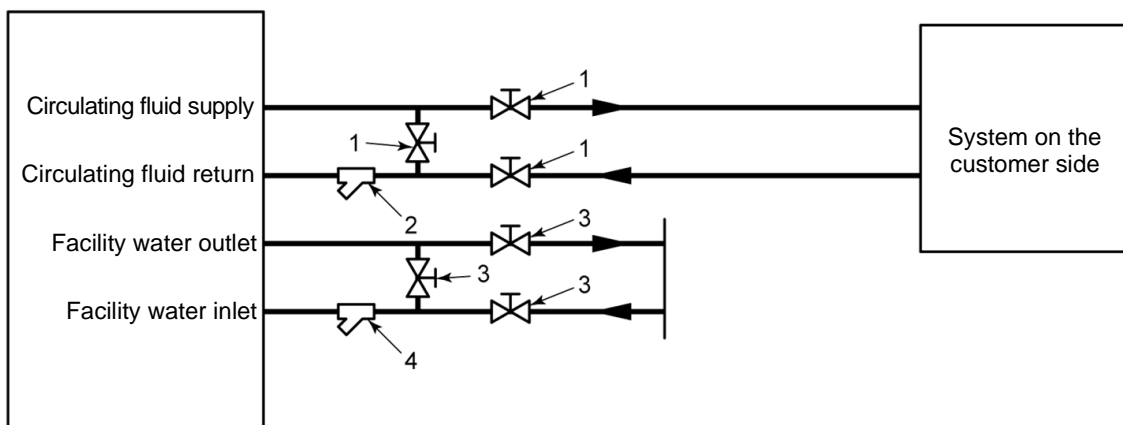 Circulating fluid supply
1
1
System on the
customer side
Circulating fluid return
1
2
Facility water outlet
3
3
Facility water inlet
3
4